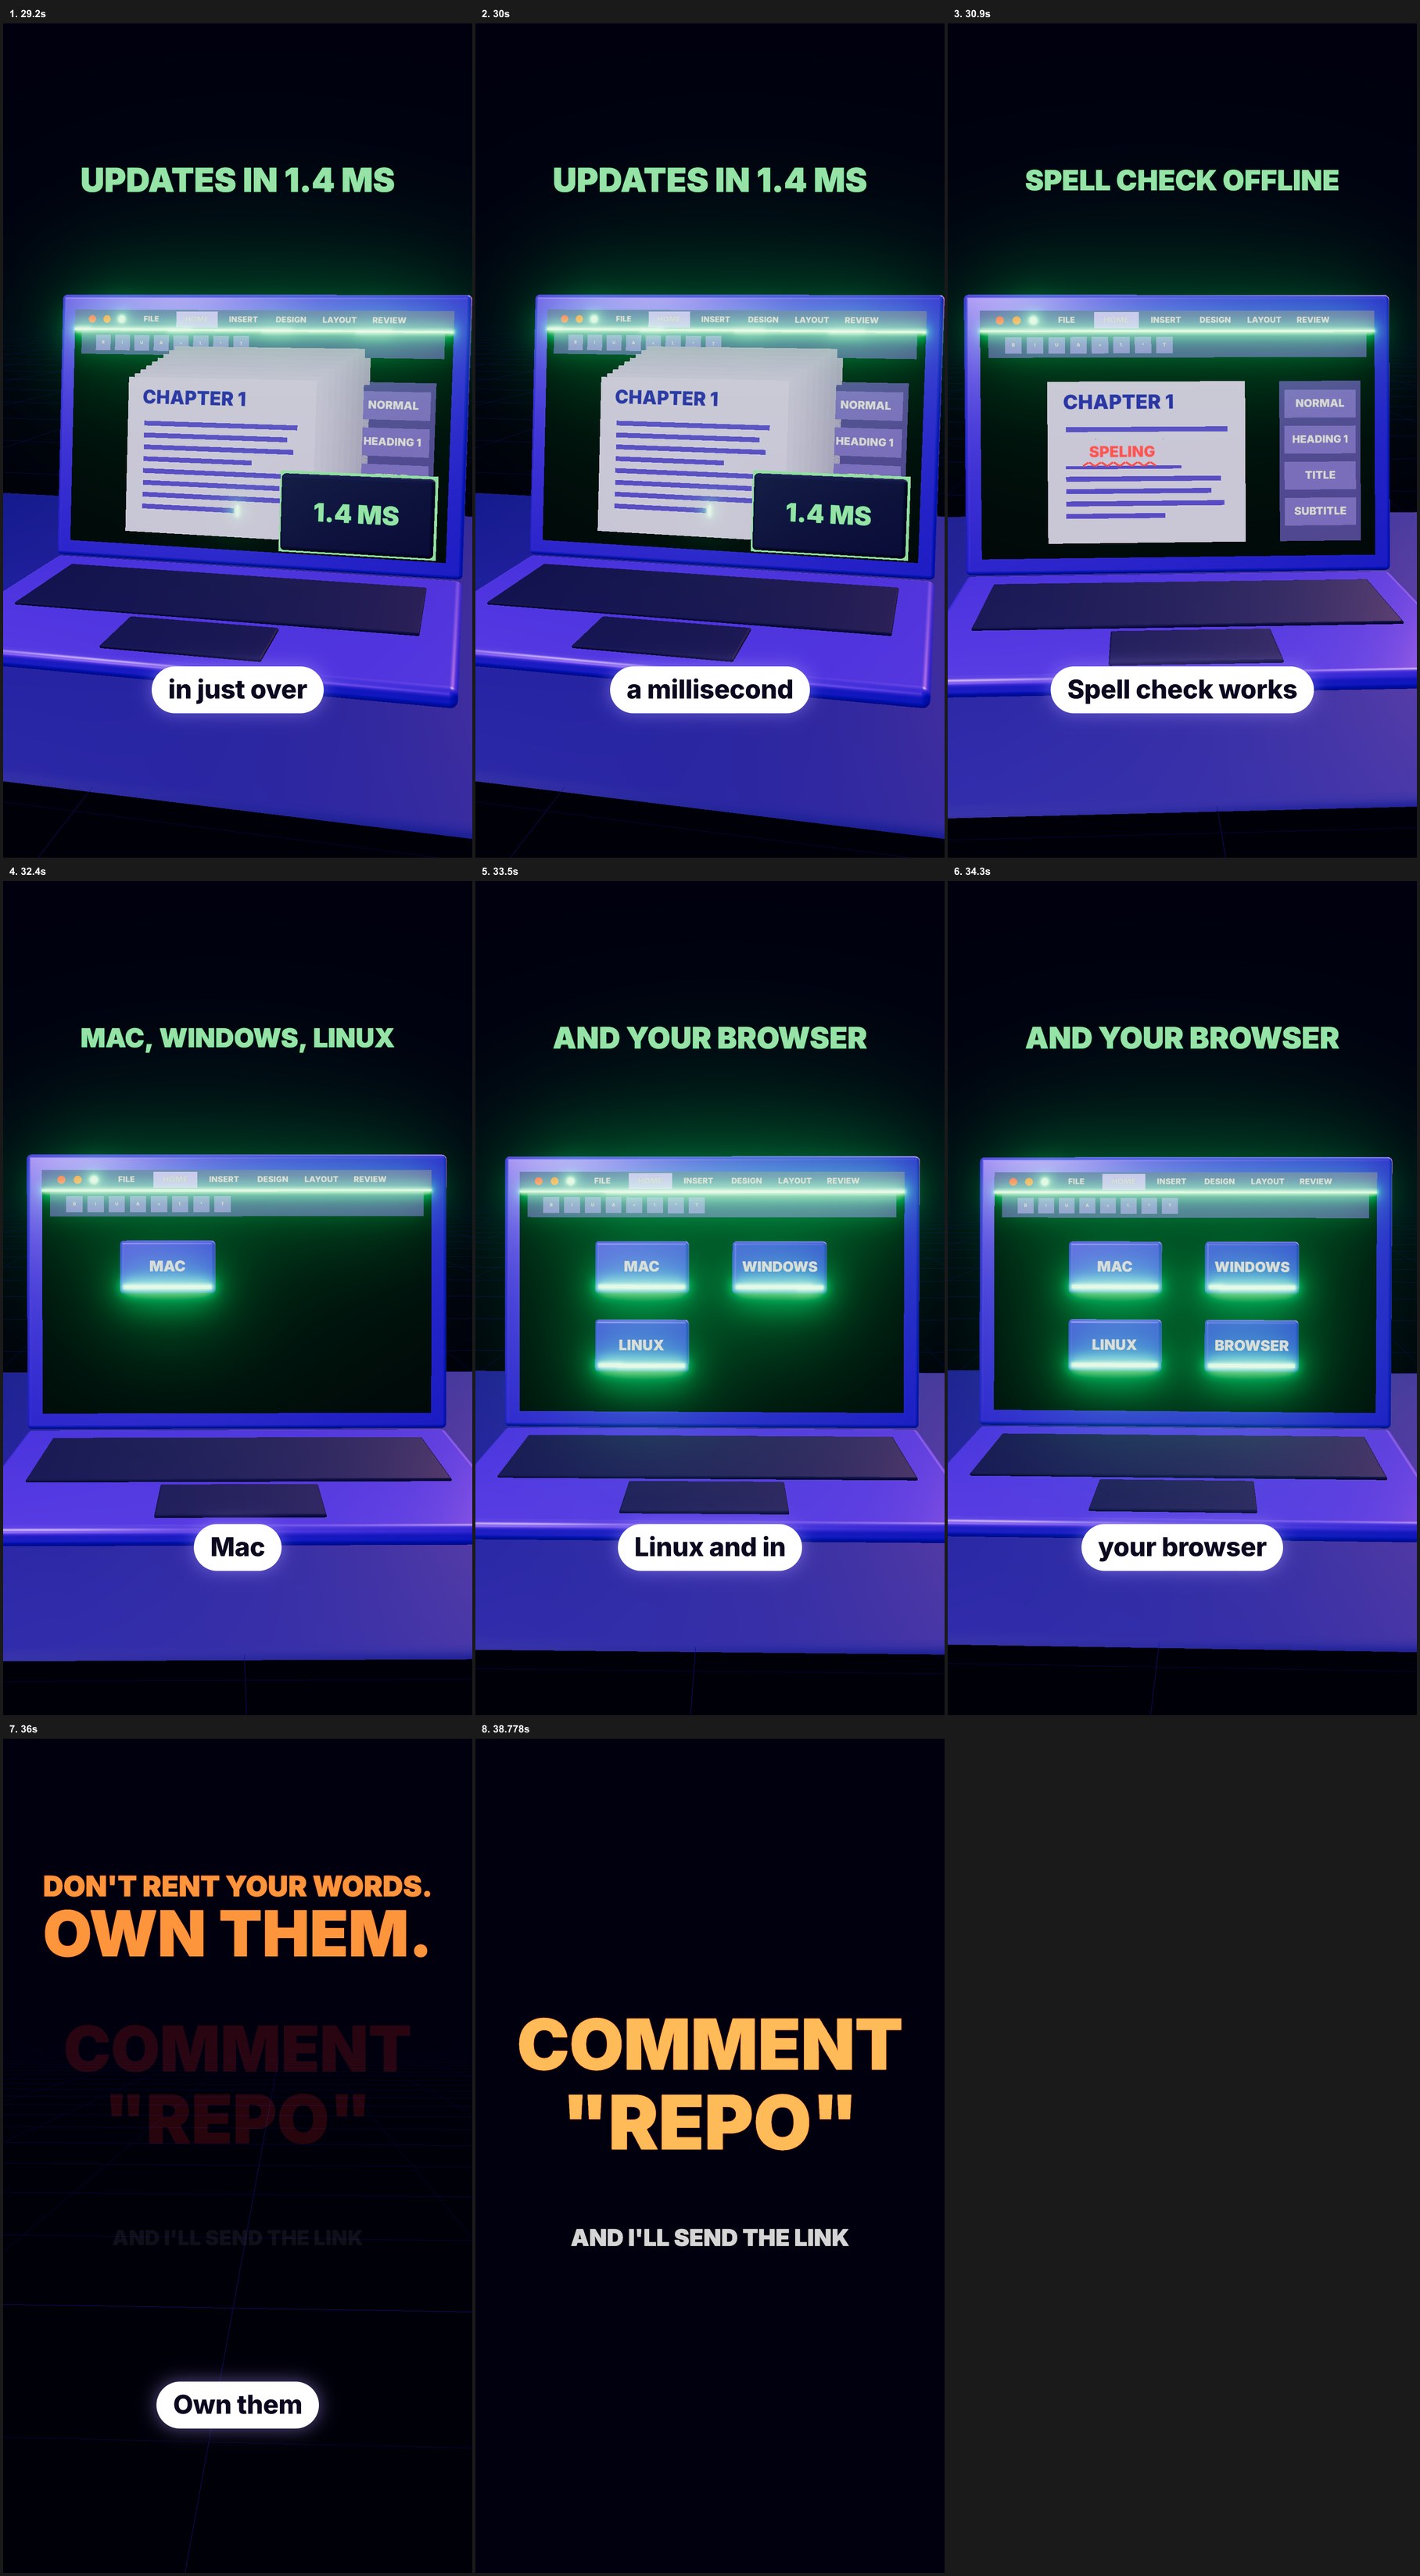 1. 29.2s
UPDATES IN 1.4 MS
FILE HOME INSERT DESIGN LAYOUT REVIEW
CHAPTER 1
NORMAL
HEADING 1
1.4 MS
in just over
2. 30s
UPDATES IN 1.4 MS
FILE HOME INSERT DESIGN LAYOUT REVIEW
CHAPTER 1
NORMAL
HEADING 1
1.4 MS
a millisecond
3. 30.9s
SPELL CHECK OFFLINE
FILE HOME INSERT DESIGN LAYOUT REVIEW
CHAPTER 1
SPELING
NORMAL
HEADING 1
TITLE
SUBTITLE
Spell check works
4. 32.4s
MAC, WINDOWS, LINUX
FILE HOME INSERT DESIGN LAYOUT REVIEW
MAC
Mac
5. 33.5s
AND YOUR BROWSER
FILE HOME INSERT DESIGN LAYOUT REVIEW
MAC WINDOWS
LINUX
Linux and in
6. 34.3s
AND YOUR BROWSER
FILE HOME INSERT DESIGN LAYOUT REVIEW
MAC WINDOWS
LINUX BROWSER
your browser
7. 36s
DON'T RENT YOUR WORDS.
OWN THEM.
COMMENT
"REPO"
AND I'LL SEND THE LINK
Own them
8. 38.778s
COMMENT
"REPO"
AND I'LL SEND THE LINK